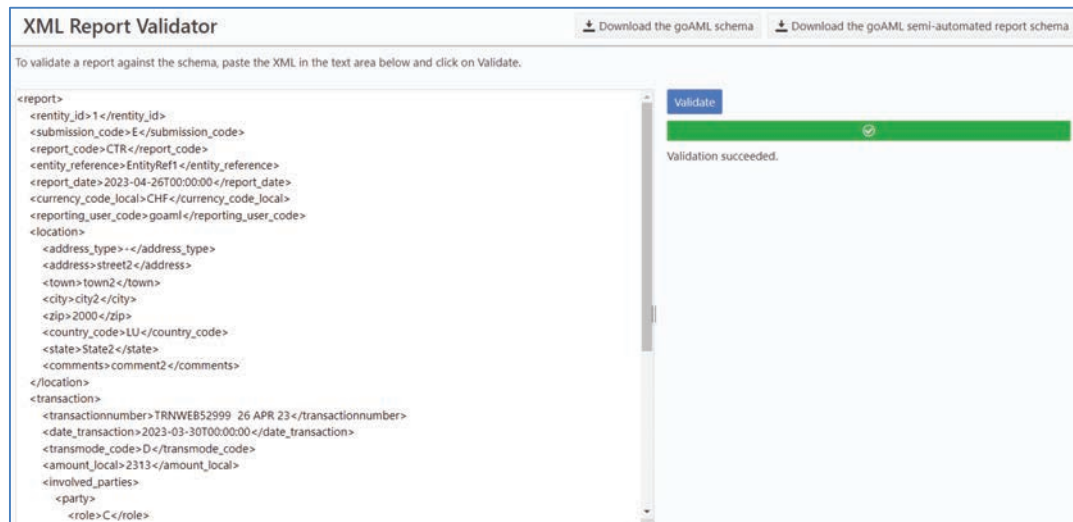 XML Report Validator
Download the goAML schema
Download the goAML semi-automated report schema
To validate a report against the schema, paste the XML in the text area below and click on Validate.
<report>
<rentity_id>1</rentity_id>
<submission_code>E</submission_code>
<report_code>CTR</report_code>
<entity_reference>EntityRef1</entity_reference>
<report_date>2023-04-26T00:00:00</report_date>
<currency_code_local>CHF</currency_code_local>
<reporting_user_code>goaml</reporting_user_code>
<location>
<address_type>-</address_type>
<address>street2</address>
<town>town2</town>
<city>city2</city>
<zip>2000</zip>
<country_code>LU</country_code>
<state>State2</state>
<comments>comment2</comments>
</location>
<transaction>
<transactionnumber>TRNWEB52999  26 APR 23</transactionnumber>
<date_transaction>2023-03-30T00:00:00</date_transaction>
<transmode_code>D</transmode_code>
<amount_local>2313</amount_local>
<involved_parties>
<party>
<role>C</role>
Validate
Validation succeeded.